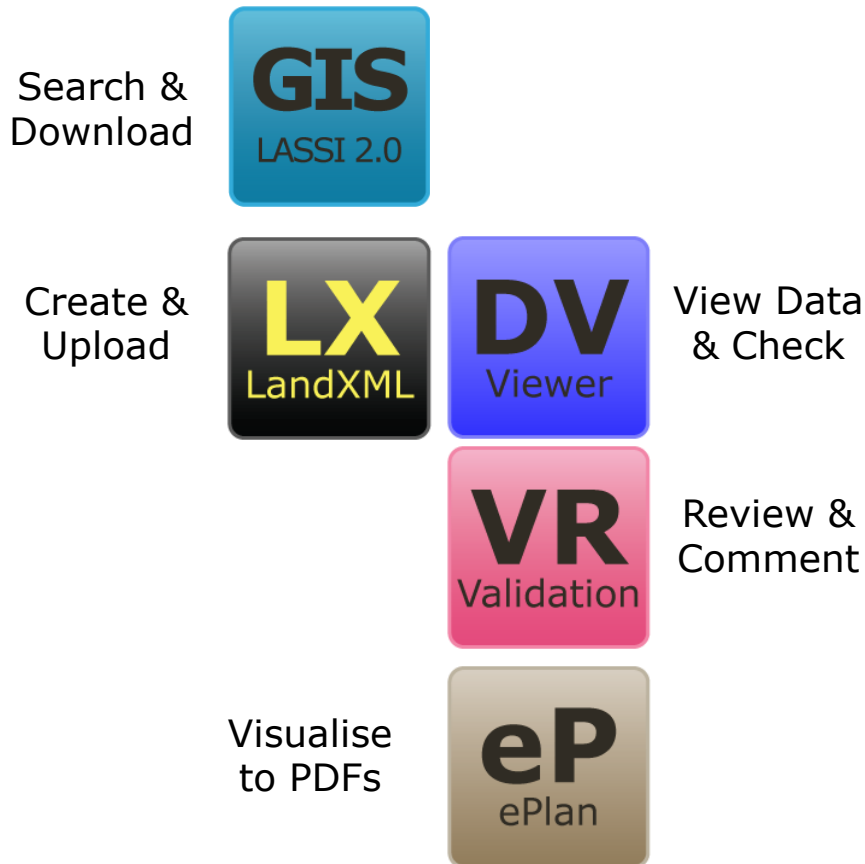 Search &
Download
GIS
LASSI 2.0
Create &
Upload
LX
LandXML
DV
Viewer
View Data
& Check
VR
Validation
Review &
Comment
Visualise
to PDFs
eP
ePlan